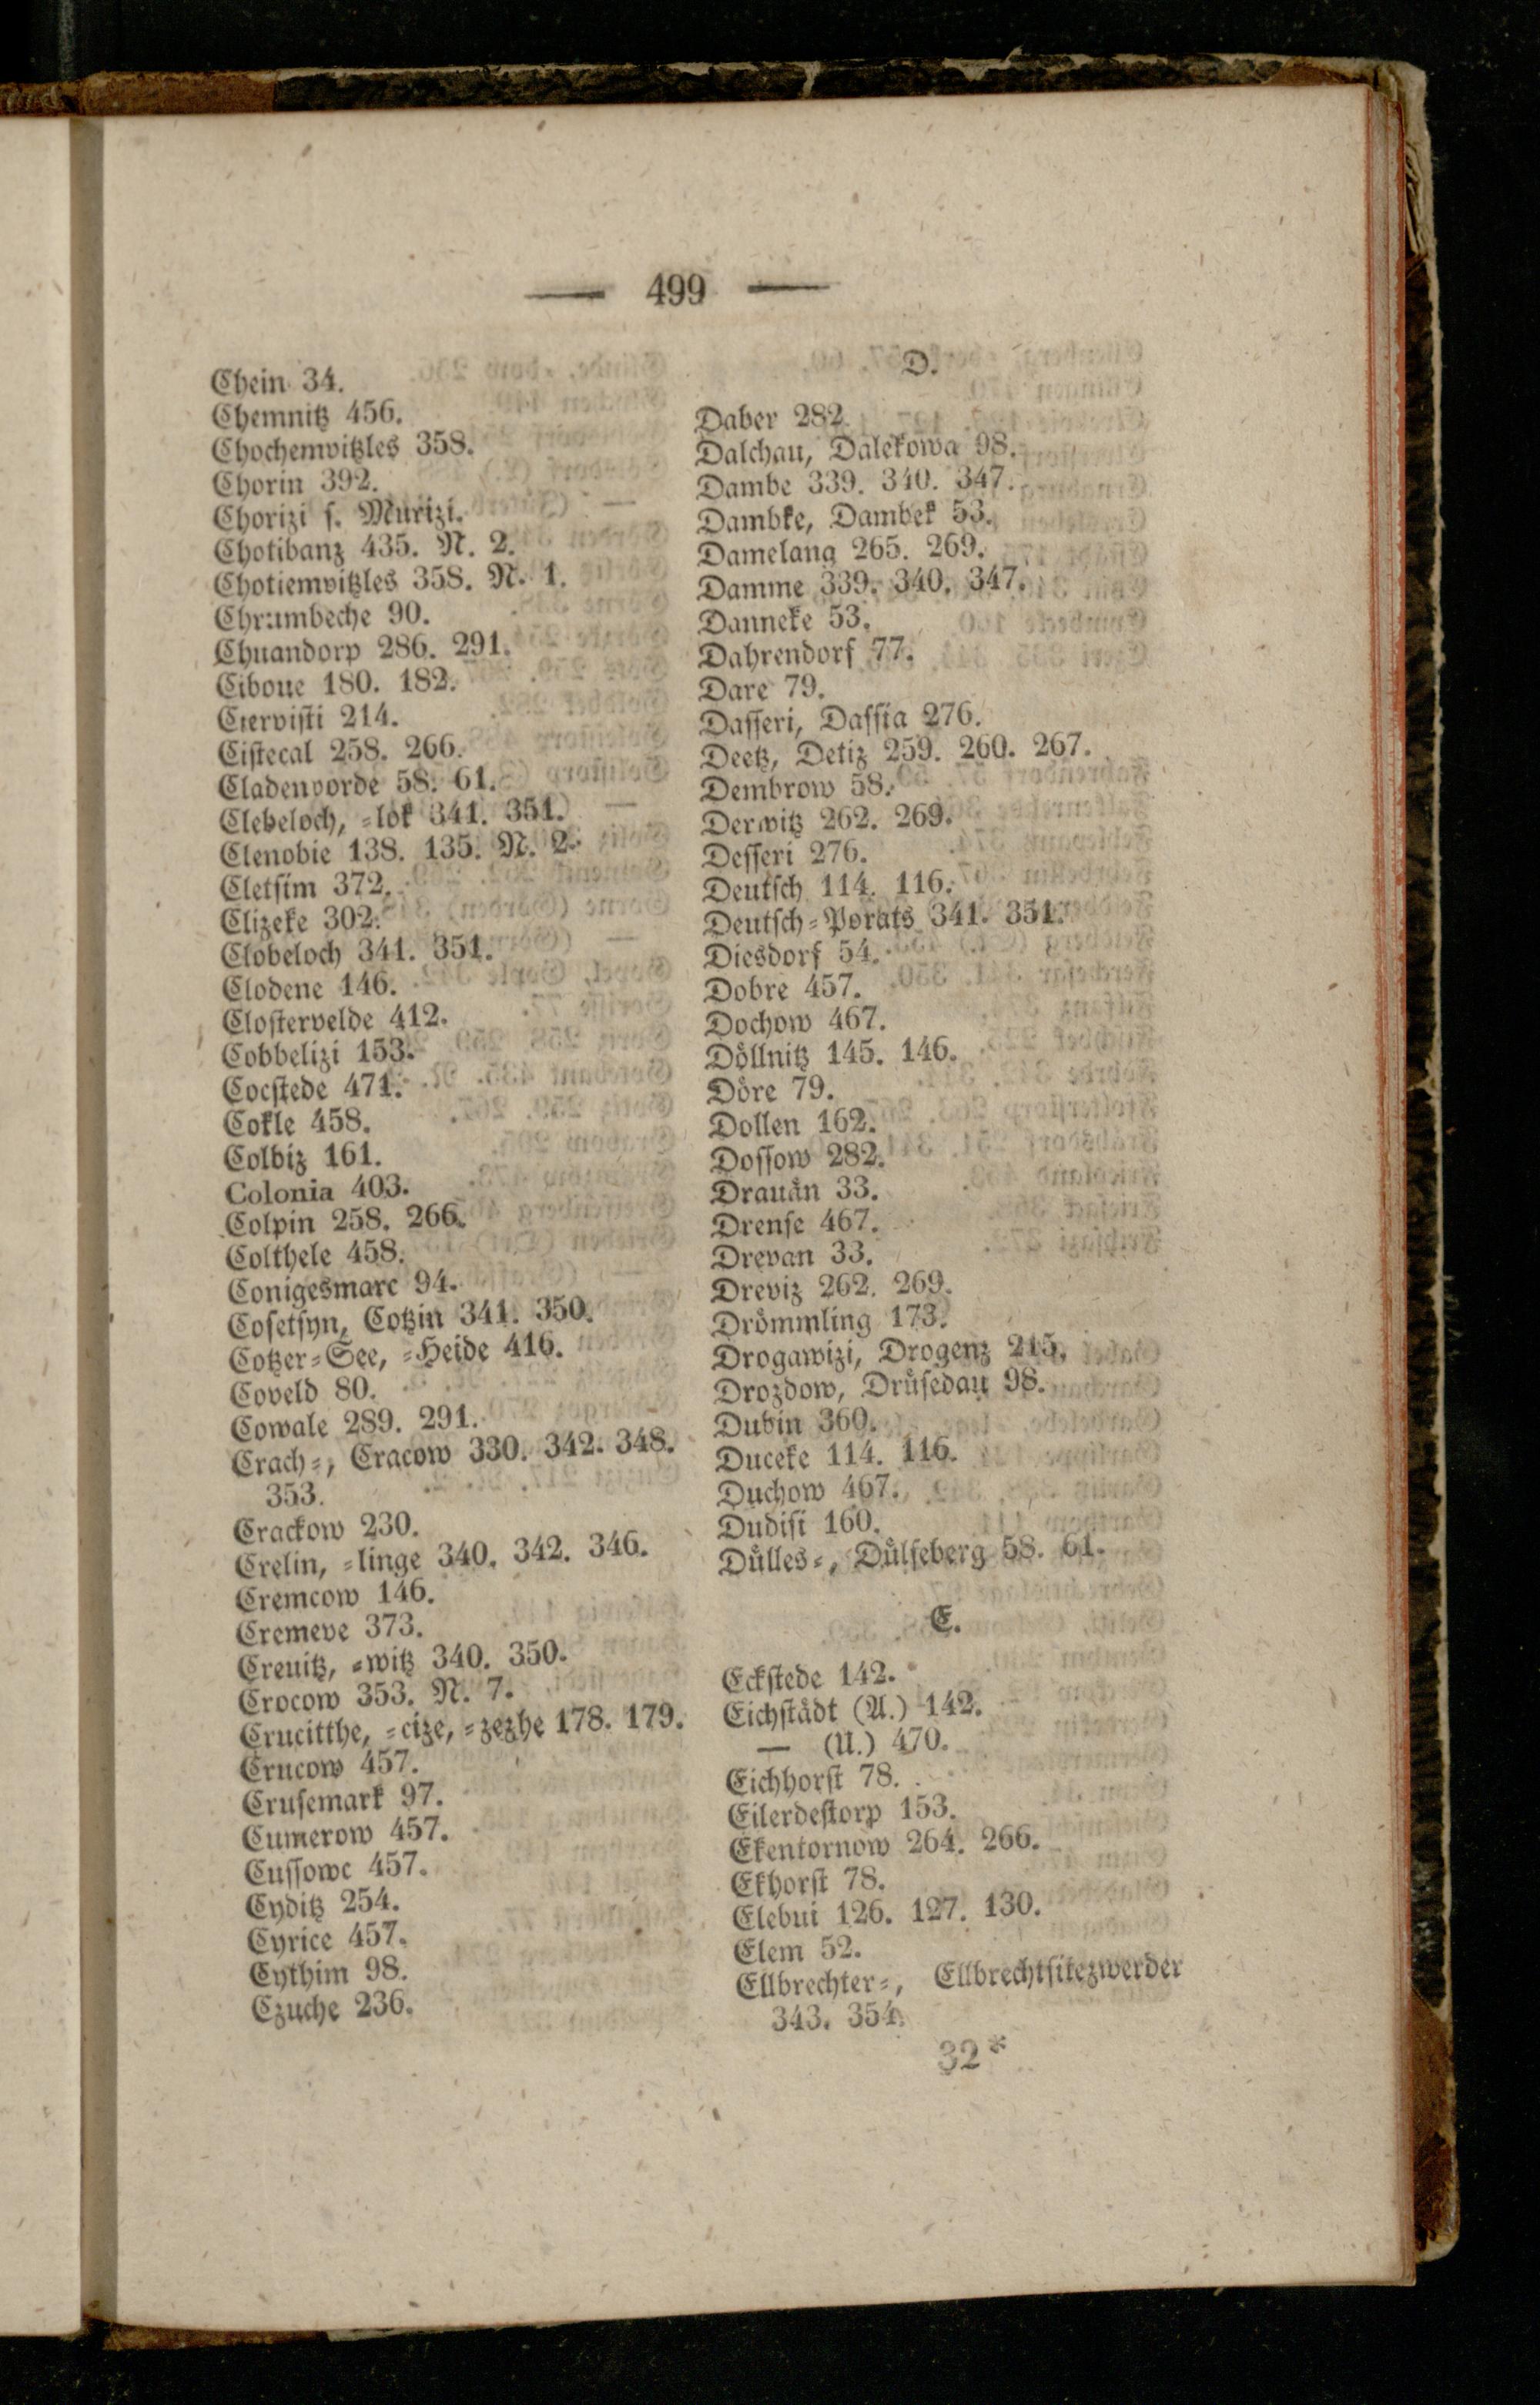 — 499 —
Chein 34.
Chemnitz 456.
Chochemvitzles 358.
Chorin 392.
Chorizi s. Murizi.
Chotibanz 435. N. 2.
Chotiemvitzles 358. N. 1.
Chrumbeche 90.
Chuandorp 286. 291.
Ciboue 180. 182.
Ciervisti 214.
Cistecal 258. 266.
Cladenvorde 58. 61.
Clebeloch, =lok 341. 351.
Clenobie 138. 135. N. 2.
Cletsim 372.
Clizeke 302.
Clobeloch 341. 351.
Clodene 146.
Clostervelde 412.
Cobbelizi 153.
Cocstede 471.
Cokle 458.
Colbiz 161.
Colonia 403.
Colpin 258. 266.
Colthele 458.
Conigesmarc 94.
Cosetsyn, Cotzin 341. 350.
Cotzer=See, =Heide 416.
Coveld 80.
Cowale 289. 291.
Crach=, Cracow 330. 342. 348.
353.
Crackow 230.
Crelin, =linge 340. 342. 346.
Cremcow 146.
Cremeve 373.
Creuitz, =witz 340. 350.
Crocow 353. N. 7.
Crucitthe, =cize, =zezhe 178. 179.
Crucow 457.
Crusemark 97.
Cumerow 457.
Cussowe 457.
Cyditz 254.
Cyrice 457.
Cythim 98.
Czuche 236.
D.
Daber 282.
Dalchau, Dalekowa 98.
Dambe 339. 340. 347.
Dambke, Dambek 53.
Damelang 265. 269.
Damme 339. 340. 347.
Danneke 53.
Dahrendorf 77.
Dare 79.
Dasseri, Dassia 276.
Deetz, Detiz 259. 260. 267.
Dembrow 58.
Derwitz 262. 269.
Desseri 276.
Deutsch 114. 116.
Deutsch=Porats 341. 351.
Diesdorf 54.
Dobre 457.
Dochow 467.
Döllnitz 145. 146.
Döre 79.
Dollen 162.
Dossow 282.
Drauän 33.
Drense 467.
Drevan 33.
Dreviz 262. 269.
Drömmling 173.
Drogawizi, Drogenz 215.
Drozdow, Drüsedau 98.
Dubin 360.
Duceke 114. 116.
Duchow 467.
Dudisi 160.
Dülles=, Dülseberg 58. 61.
E.
Eckstede 142.
Eichstädt (A.) 142.
— (U.) 470.
Eichhorst 78.
Eilerdestorp 153.
Ekentornow 264. 266.
Ekhorst 78.
Elebui 126. 127. 130.
Elem 52.
Ellbrechter=, Ellbrechtsitezwerder
343. 354.
32*